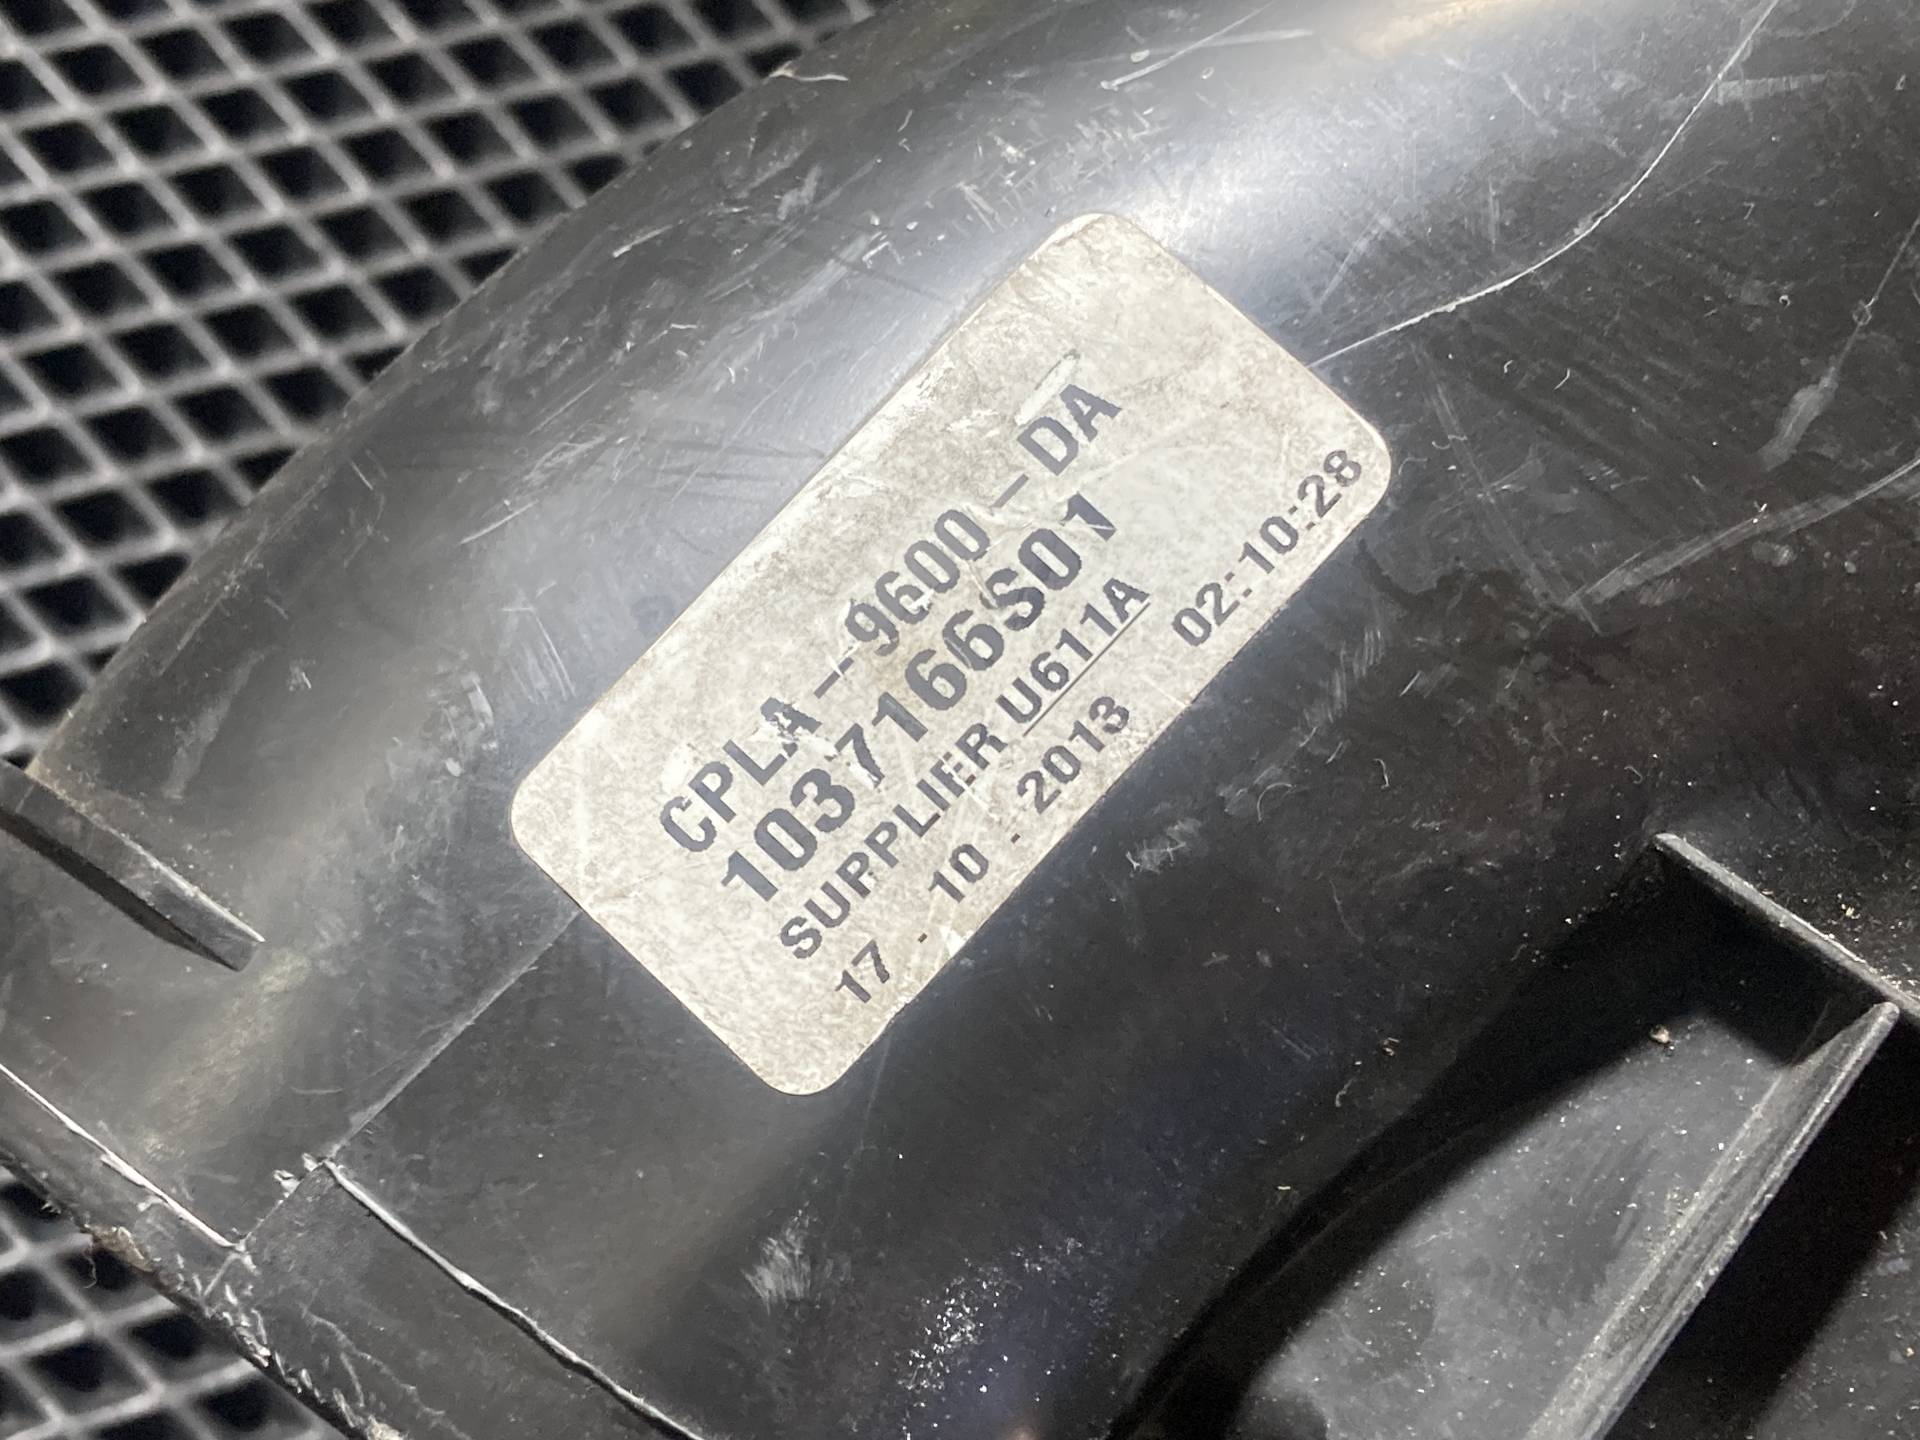 CPLA-9600-DA
1037166S01
SUPPLIER U611A
17 - 10 - 2013 02:10:28